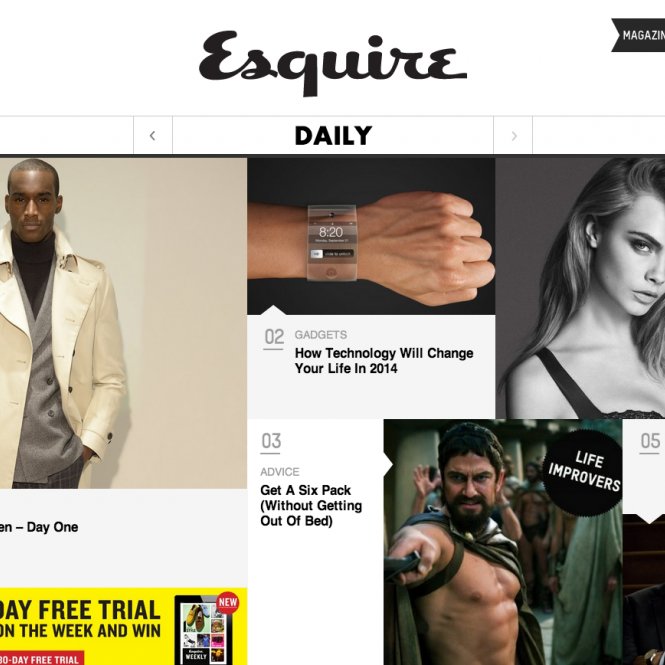 Esquire
MAGAZIN
DAILY
8:20
02
GADGETS
How Technology Will Change
Your Life In 2014
03
ADVICE
Get A Six Pack
(Without Getting
Out Of Bed)
LIFE
IMPROVERS
05
en – Day One
DAY FREE TRIAL
ON THE WEEK AND WIN
30-DAY FREE TRIAL
NEW
Esquire
WEEKLY